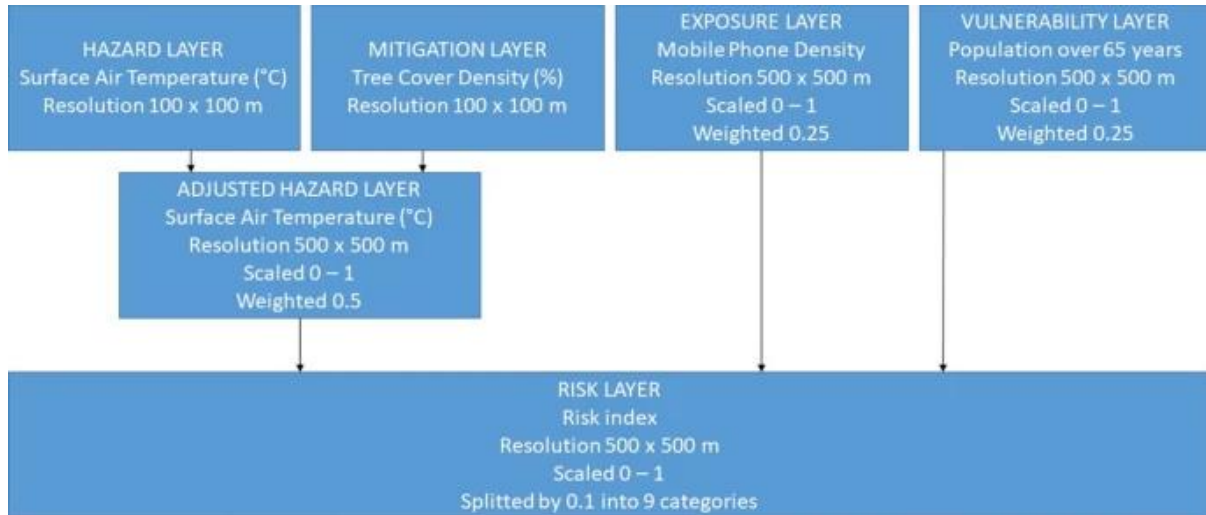 HAZARD LAYER
Surface Air Temperature (°C)
Resolution 100 x 100 m
MITIGATION LAYER
Tree Cover Density (%)
Resolution 100 x 100 m
EXPOSURE LAYER
Mobile Phone Density
Resolution 500 x 500 m
Scaled 0 – 1
Weighted 0.25
VULNERABILITY LAYER
Population over 65 years
Resolution 500 x 500 m
Scaled 0 – 1
Weighted 0.25
ADJUSTED HAZARD LAYER
Surface Air Temperature (°C)
Resolution 500 x 500 m
Scaled 0 – 1
Weighted 0.5
RISK LAYER
Risk index
Resolution 500 x 500 m
Scaled 0 – 1
Splitted by 0.1 into 9 categories